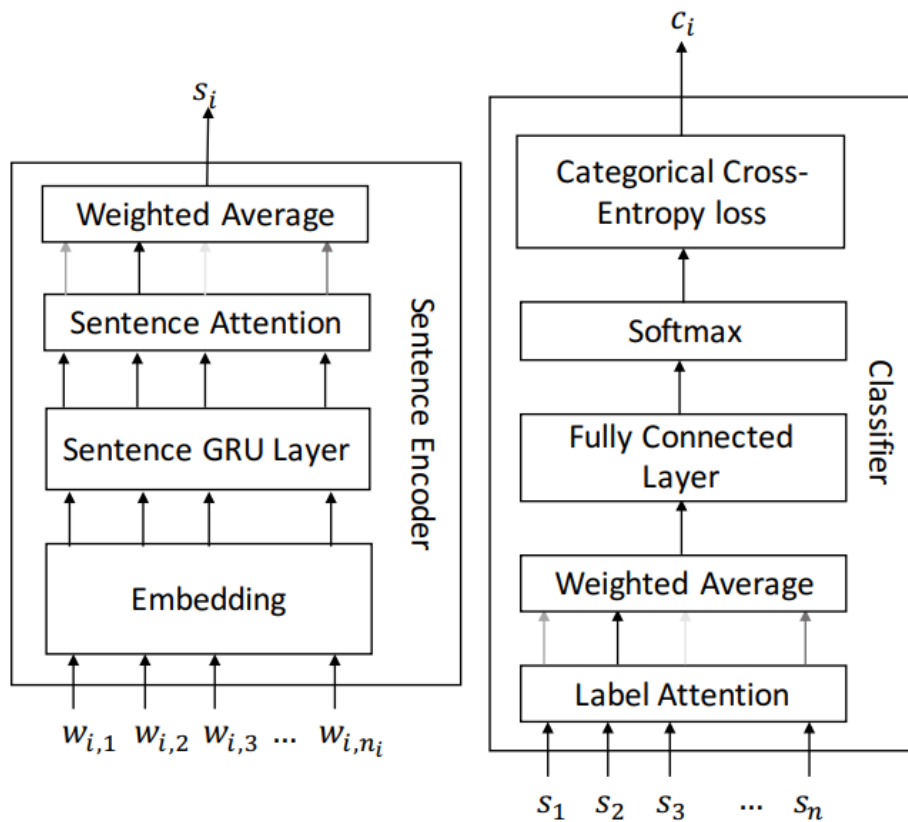 s_i
Weighted Average
Sentence Attention
Sentence GRU Layer
Embedding
w_{i,1} w_{i,2} w_{i,3} ... w_{i,n_i}
Sentence Encoder
c_i
Categorical Cross-
Entropy loss
Softmax
Fully Connected
Layer
Weighted Average
Label Attention
s_1 s_2 s_3 ... s_n
Classifier